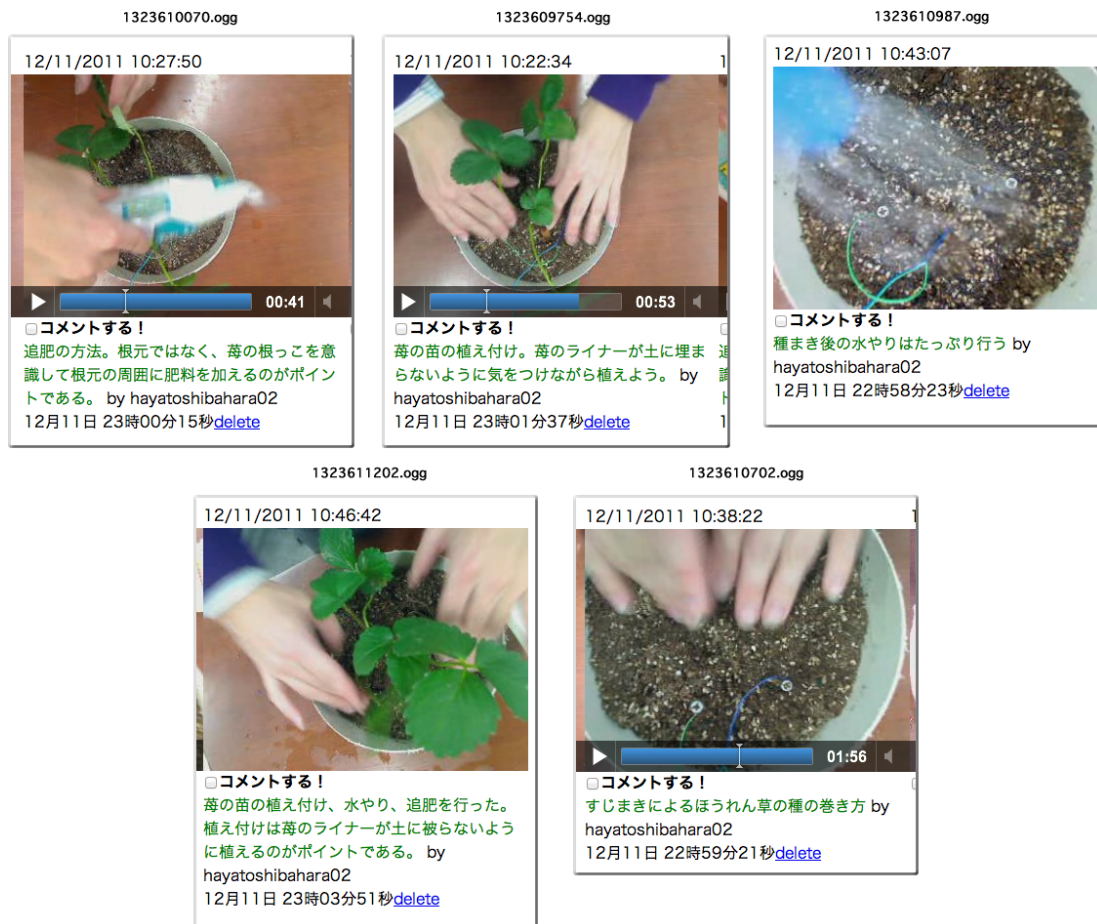 1323610070.ogg
12/11/2011 10:27:50
00:41
コメントする！
追肥の方法。根元ではなく、苺の根っこを意
識して根元の周囲に肥料を加えるのがポイン
トである。 by hayatoshibahara02
12月11日 23時00分15秒delete
1323609754.ogg
12/11/2011 10:22:34
1
00:53
コメントする！
苺の苗の植え付け。苺のライナーが土に埋ま
らないように気をつけながら植えよう。 by
hayatoshibahara02
12月11日 23時01分37秒delete
追
識
ト
1
1323610987.ogg
12/11/2011 10:43:07
コメントする！
種まき後の水やりはたっぷり行う by
hayatoshibahara02
12月11日 22時58分23秒delete
1323611202.ogg
12/11/2011 10:46:42
コメントする！
苺の苗の植え付け、水やり、追肥を行った。
植え付けは苺のライナーが土に被らないよう
に植えるのがポイントである。 by
hayatoshibahara02
12月11日 23時03分51秒delete
1323610702.ogg
12/11/2011 10:38:22
1
01:56
コメントする！
すじまきによるほうれん草の種の巻き方 by
hayatoshibahara02
12月11日 22時59分21秒delete